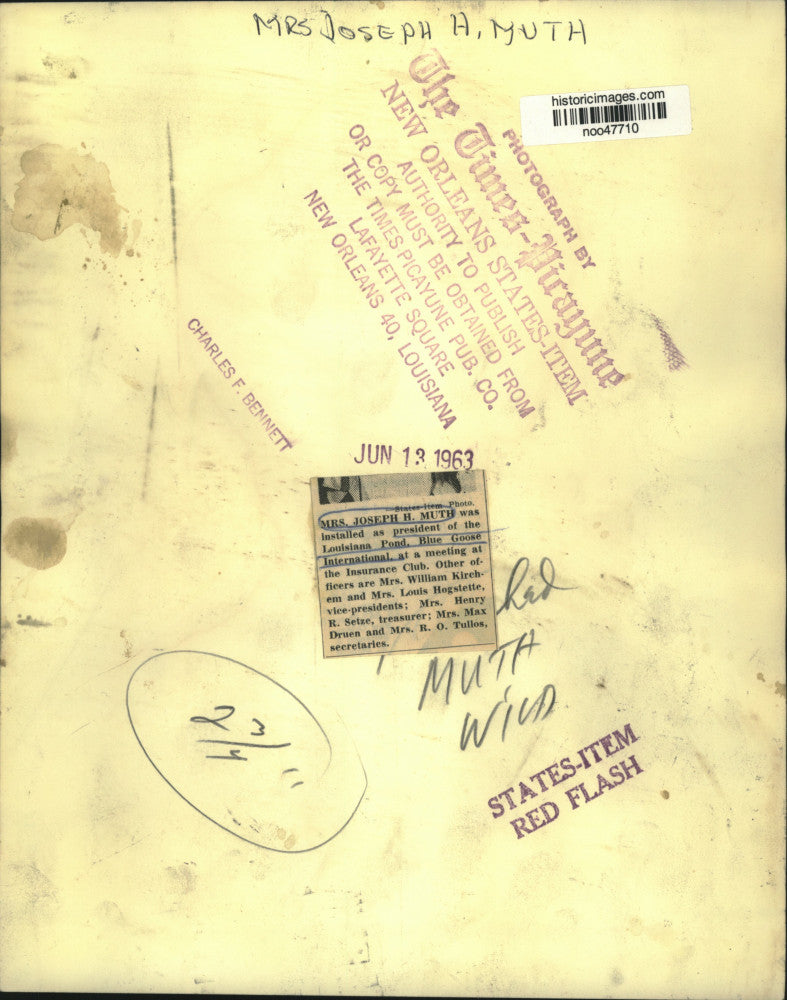 MRS JOSEPH H. MUTH
historicimages.com
noo47710
PHOTOGRAPH BY
The Times-Picayune
NEW ORLEANS STATES-ITEM
AUTHORITY TO PUBLISH
OR COPY MUST BE OBTAINED FROM
THE TIMES PICAYUNE PUB. CO.
LAFAYETTE SQUARE
NEW ORLEANS 40, LOUISIANA
CHARLES F. BENNETT
JUN 13 1963
States-Item Photo.
MRS. JOSEPH H. MUTH was
installed as president of the
Louisiana Pond, Blue Goose
International, at a meeting at
the Insurance Club. Other of-
ficers are Mrs. William Kirch-
em and Mrs. Louis Hogstette,
vice-presidents; Mrs. Henry
R. Setze, treasurer; Mrs. Max
Druen and Mrs. R. O. Tullos,
secretaries.
MUTH
WILD
2 3/4"
STATES-ITEM
RED FLASH